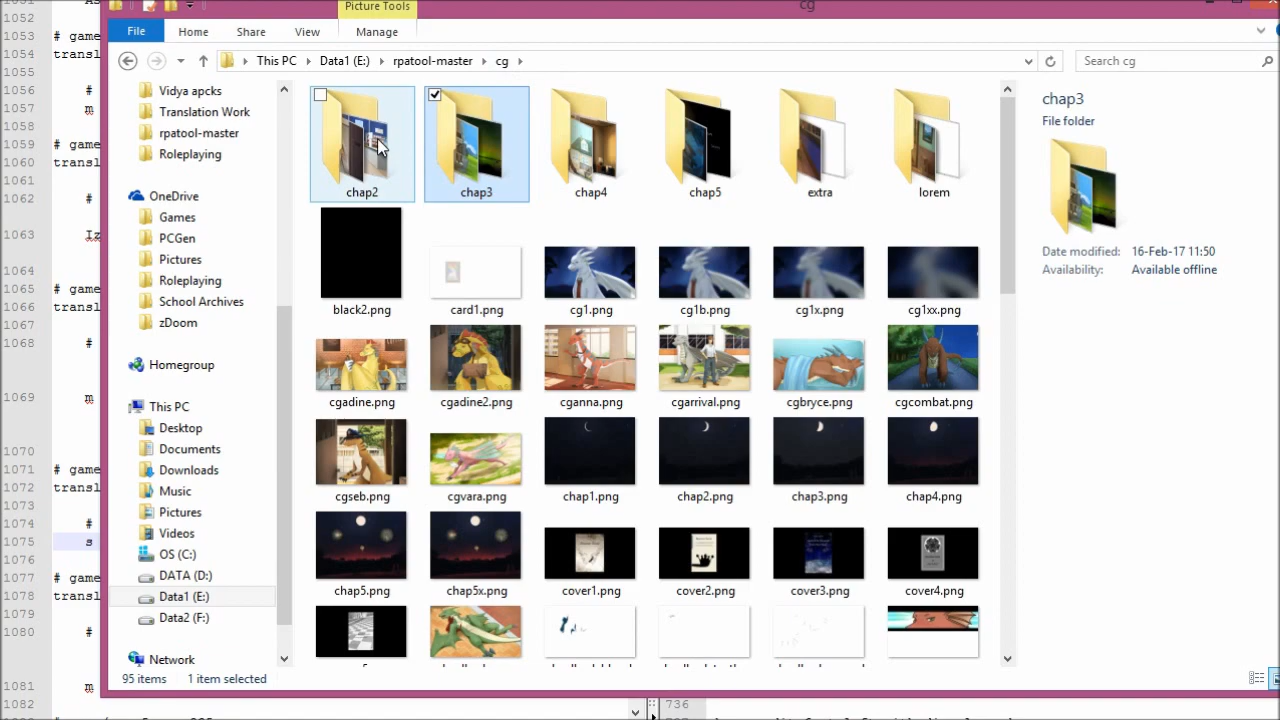 1051
1052
1053 # game
1054 transl
1055
1056 #
1057 m
1058
1059 # game
1060 transl
1061
1062 #
1063 Iz
1064
1065 # game
1066 transl
1067
1068 #
1069 m
1070
1071 # game
1072 transl
1073
1074 #
1075 s
1076
1077 # game
1078 transl
1079
1080 #
1081 m
1082
736
Picture Tools
cg
File Home Share View Manage
This PC Data1 (E:) rpatool-master cg
Search cg
Vidya apcks
Translation Work
rpatool-master
Roleplaying
OneDrive
Games
PCGen
Pictures
Roleplaying
School Archives
zDoom
Homegroup
This PC
Desktop
Documents
Downloads
Music
Pictures
Videos
OS (C:)
DATA (D:)
Data1 (E:)
Data2 (F:)
Network
chap2 chap3 chap4 chap5 extra lorem
black2.png card1.png cg1.png cg1b.png cg1x.png cg1xx.png
cgadine.png cgadine2.png cganna.png cgarrival.png cgbryce.png cgcombat.png
cgseb.png cgvara.png chap1.png chap2.png chap3.png chap4.png
chap5.png chap5x.png cover1.png cover2.png cover3.png cover4.png
chap3
File folder
Date modified: 16-Feb-17 11:50
Availability: Available offline
95 items 1 item selected